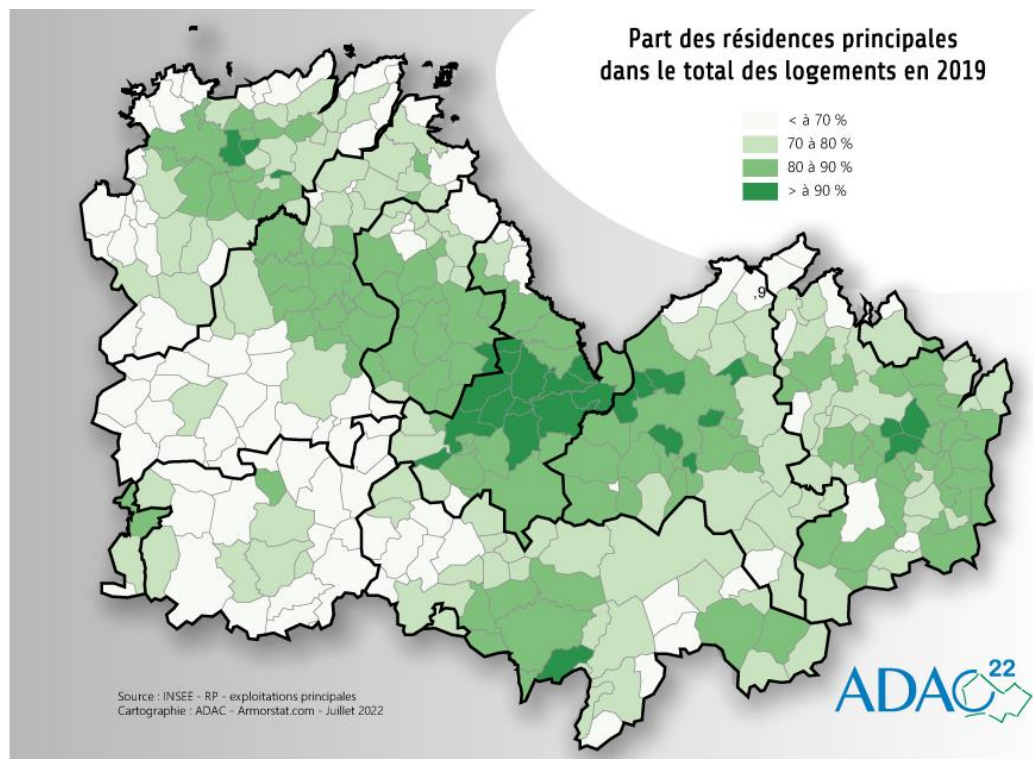 Part des résidences principales
dans le total des logements en 2019
< à 70 %
70 à 80 %
80 à 90 %
> à 90 %
,9
Source : INSEE - RP - exploitations principales
Cartographie : ADAC - Armorstat.com - Juillet 2022
ADAC 22